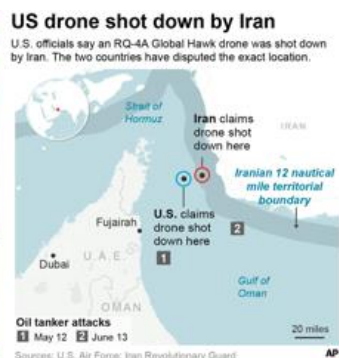 US drone shot down by Iran
U.S. officials say an RQ-4A Global Hawk drone was shot down
by Iran. The two countries have disputed the exact location.
Strait of
Hormuz
Iran claims
drone shot
down here
IRAN
Iranian 12 nautical
mile territorial
boundary
U.S. claims
drone shot
down here
Fujairah
2
1
U.A.E.
Dubai
Gulf of
Oman
OMAN
Oil tanker attacks
1 May 12 2 June 13
20 miles
Sources: U.S. Air Force; Iran Revolutionary Guard
AP